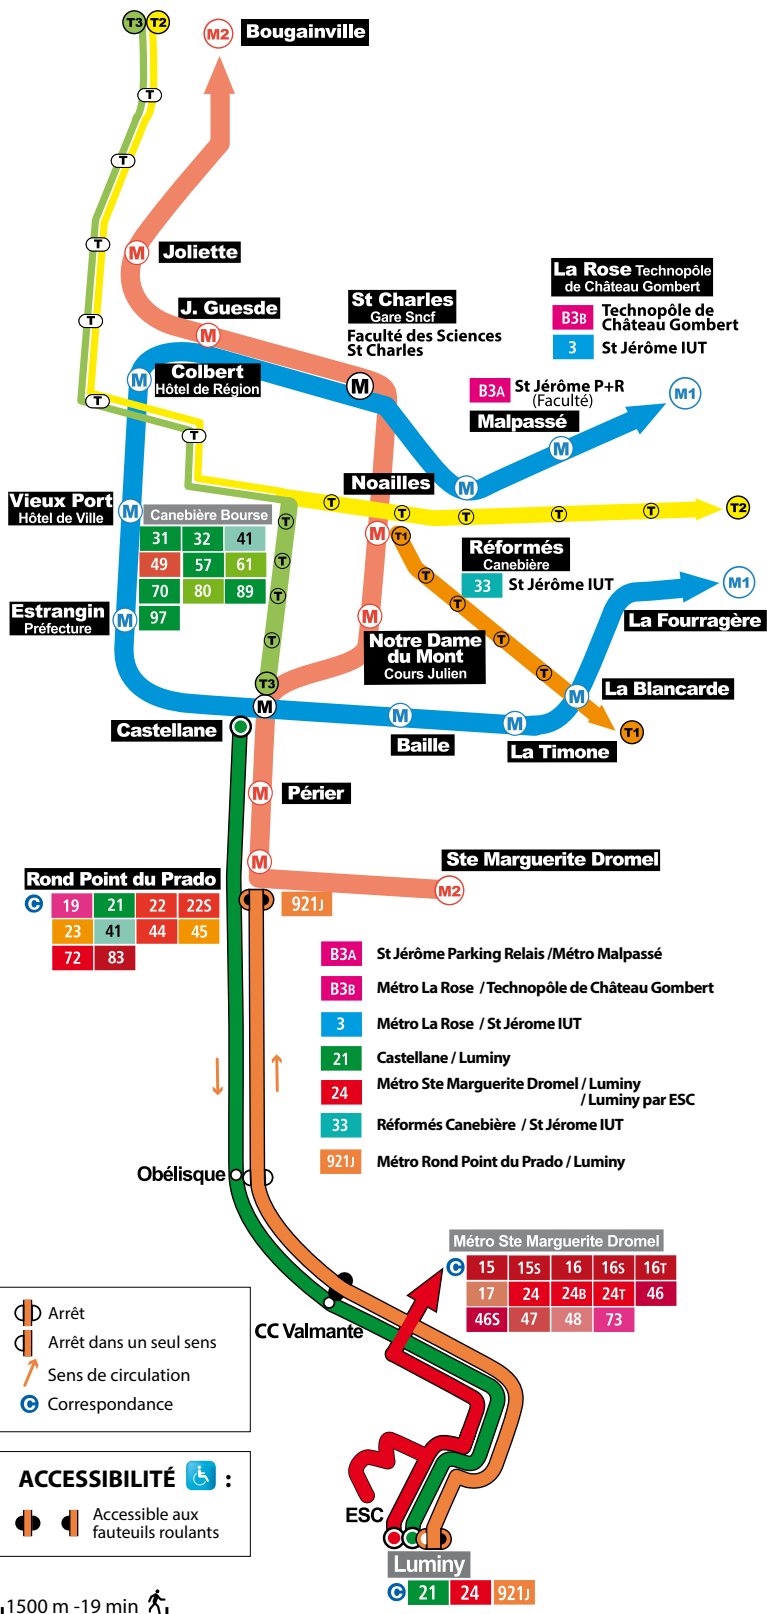 T3 T2
M2 Bougainville
T
T
T
M Joliette
T
J. Guesde
M
St Charles
Gare Sncf
Faculté des Sciences
St Charles
M
La Rose Technopôle
de Château Gombert
B3B Technopôle de
Château Gombert
3 St Jérôme IUT
M Colbert
Hôtel de Région
B3A St Jérôme P+R
(Faculté)
M1
T
Malpassé
T
M
Noailles
M
Vieux Port
Hôtel de Ville
M
Canebière Bourse
31 32 41
49 57 61
70 80 89
97
T T T T T T T2
M T1
Réformés
Canebière
33 St Jérôme IUT
T T T
T T T T
M1
Estrangin
Préfecture
M
M
La Fourragère
Notre Dame
du Mont
Cours Julien
T3
M
M La Blancarde
Castellane
M
Baille
M
La Timone
T1
M Périer
M
Ste Marguerite Dromel
M2
Rond Point du Prado
C 19 21 22 22S
23 41 44 45
72 83
921J
B3A St Jérôme Parking Relais /Métro Malpassé
B3B Métro La Rose / Technopôle de Château Gombert
3 Métro La Rose / St Jérome IUT
21 Castellane / Luminy
24 Métro Ste Marguerite Dromel / Luminy
/ Luminy par ESC
33 Réformés Canebière / St Jérome IUT
921J Métro Rond Point du Prado / Luminy
Obélisque
Métro Ste Marguerite Dromel
C 15 15S 16 16S 16T
17 24 24B 24T 46
46S 47 48 73
CC Valmante
Arrêt
Arrêt dans un seul sens
Sens de circulation
C Correspondance
ACCESSIBILITÉ :
Accessible aux
fauteuils roulants
ESC
Luminy
C 21 24 921J
1500 m -19 min